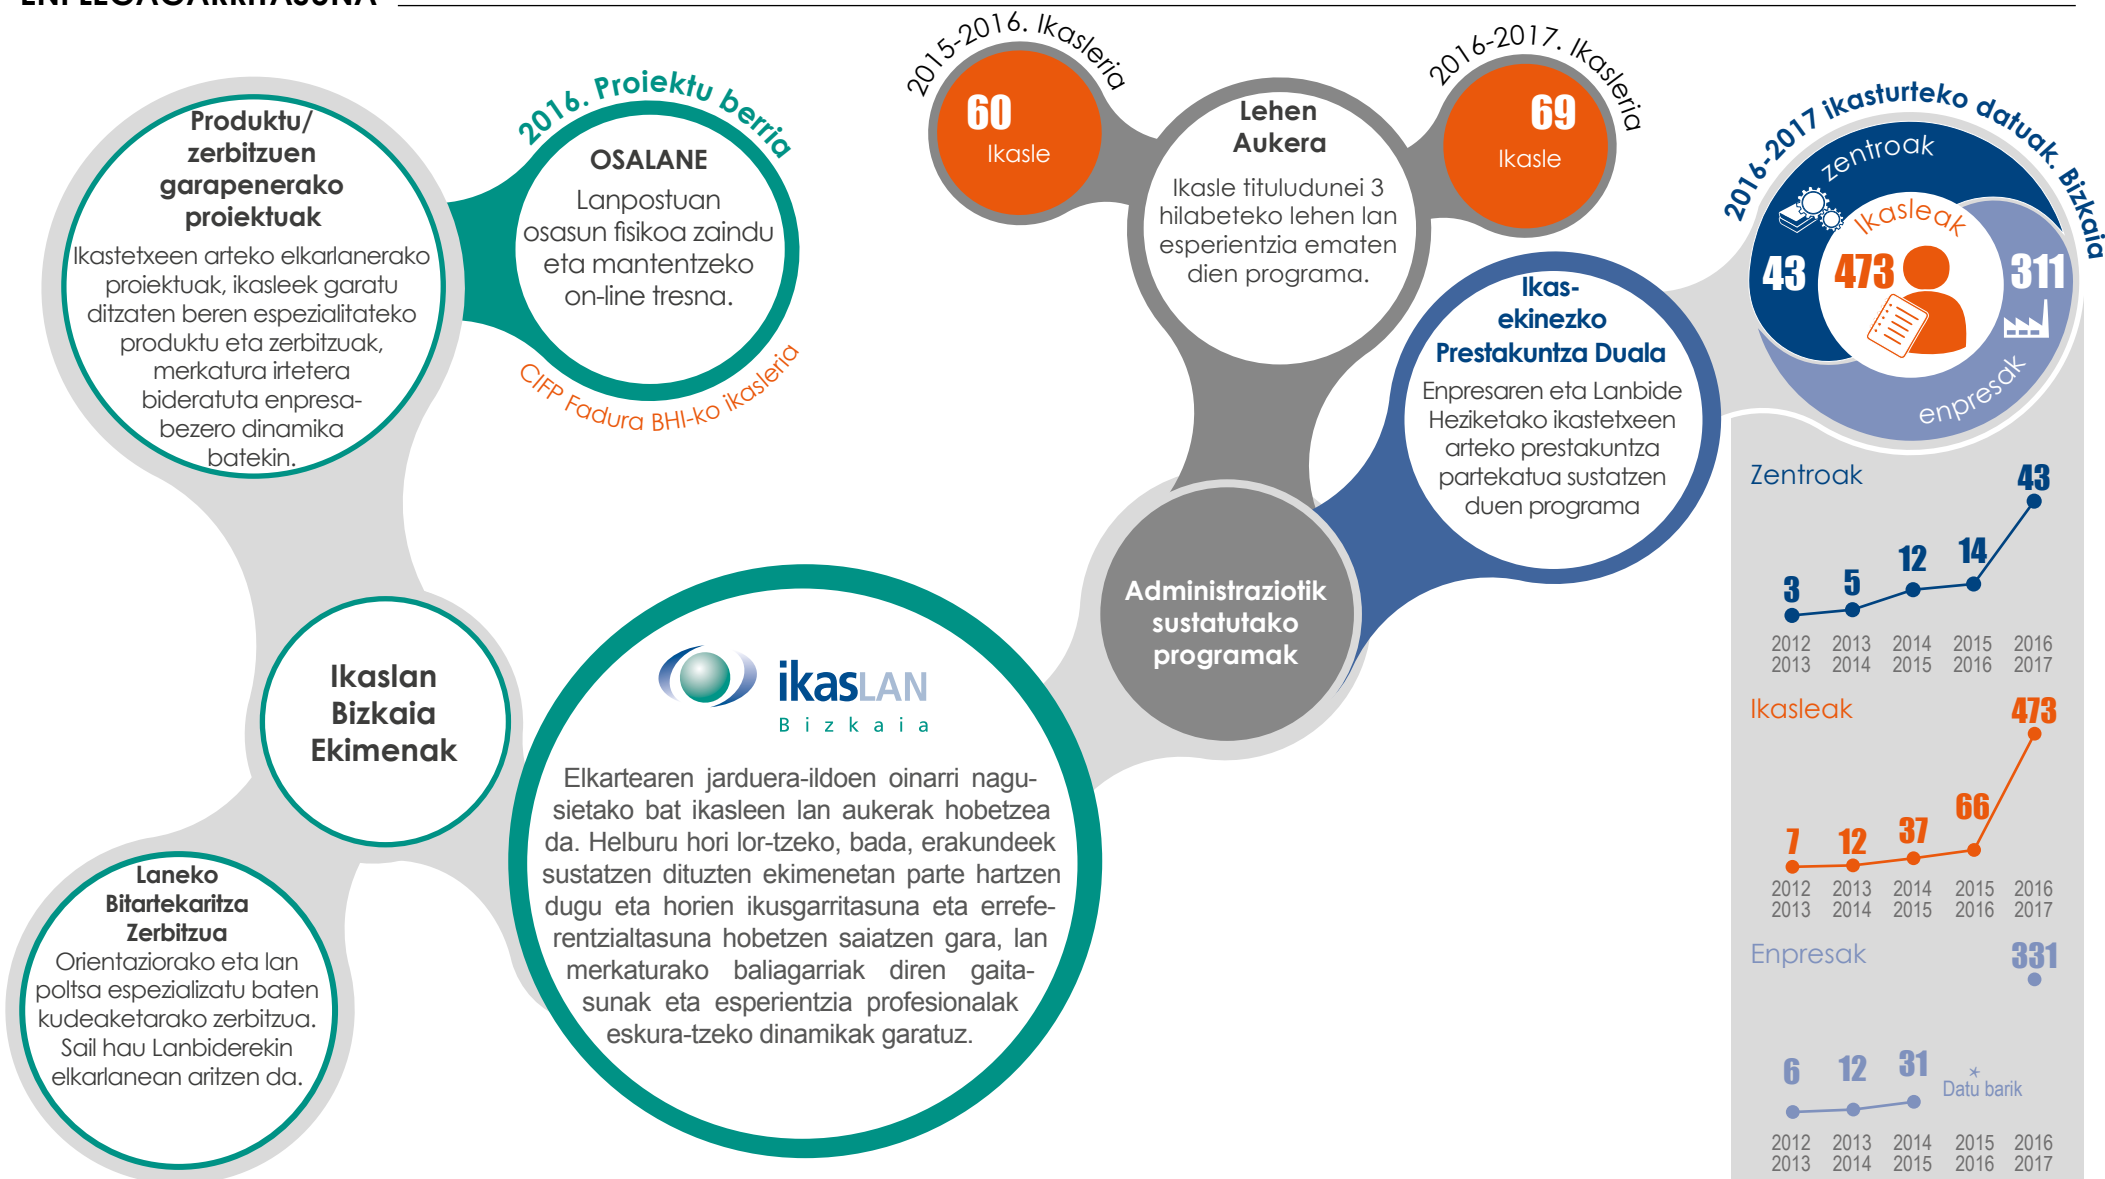 ENPLEGAGARRITASUNA
Produktu/
zerbitzuen
garapenerako
proiektuak
Ikastetxeen arteko elkarlanerako
proiektuak, ikasleek garatu
ditzaten beren espezialitateko
produktu eta zerbitzuak,
merkatura irtetera
bideratuta enpresa-
bezero dinamika
batekin.
2016. Proiektu berria
OSALANE
Lanpostuan
osasun fisikoa zaindu
eta mantentzeko
on-line tresna.
CIFP Fadura BHI-ko ikasleria
Ikaslan
Bizkaia
Ekimenak
Laneko
Bitartekaritza
Zerbitzua
Orientaziorako eta lan
poltsa espezializatu baten
kudeaketarako zerbitzua.
Sail hau Lanbiderekin
elkarlanean aritzen da.
ikasLAN
Bizkaia
Elkartearen jarduera-ildoen oinarri nagu-
sietako bat ikasleen lan aukerak hobetzea
da. Helburu hori lor-tzeko, bada, erakundeek
sustatzen dituzten ekimenetan parte hartzen
dugu eta horien ikusgarritasuna eta errefe-
rentzialtasuna hobetzen saiatzen gara, lan
merkaturako baliagarriak diren gaita-
sunak eta esperientzia profesionalak
eskura-tzeko dinamikak garatuz.
Administraziotik
sustatutako
programak
2015-2016. Ikasleria
60
Ikasle
Lehen
Aukera
Ikasle tituludunei 3
hilabeteko lehen lan
esperientzia ematen
dien programa.
2016-2017. Ikasleria
69
Ikasle
Ikas-
ekinezko
Prestakuntza Duala
Enpresaren eta Lanbide
Heziketako ikastetxeen
arteko prestakuntza
partekatua sustatzen
duen programa
2016-2017 ikasturteko datuak. Bizkaia
zentroak
43
Ikasleak
473
311
enpresak
Zentroak
3 5 12 14 43
2012 2013 2014 2015 2016
2013 2014 2015 2016 2017
Ikasleak
7 12 37 66 473
2012 2013 2014 2015 2016
2013 2014 2015 2016 2017
Enpresak
6 12 31 * 331
Datu barik
2012 2013 2014 2015 2016
2013 2014 2015 2016 2017